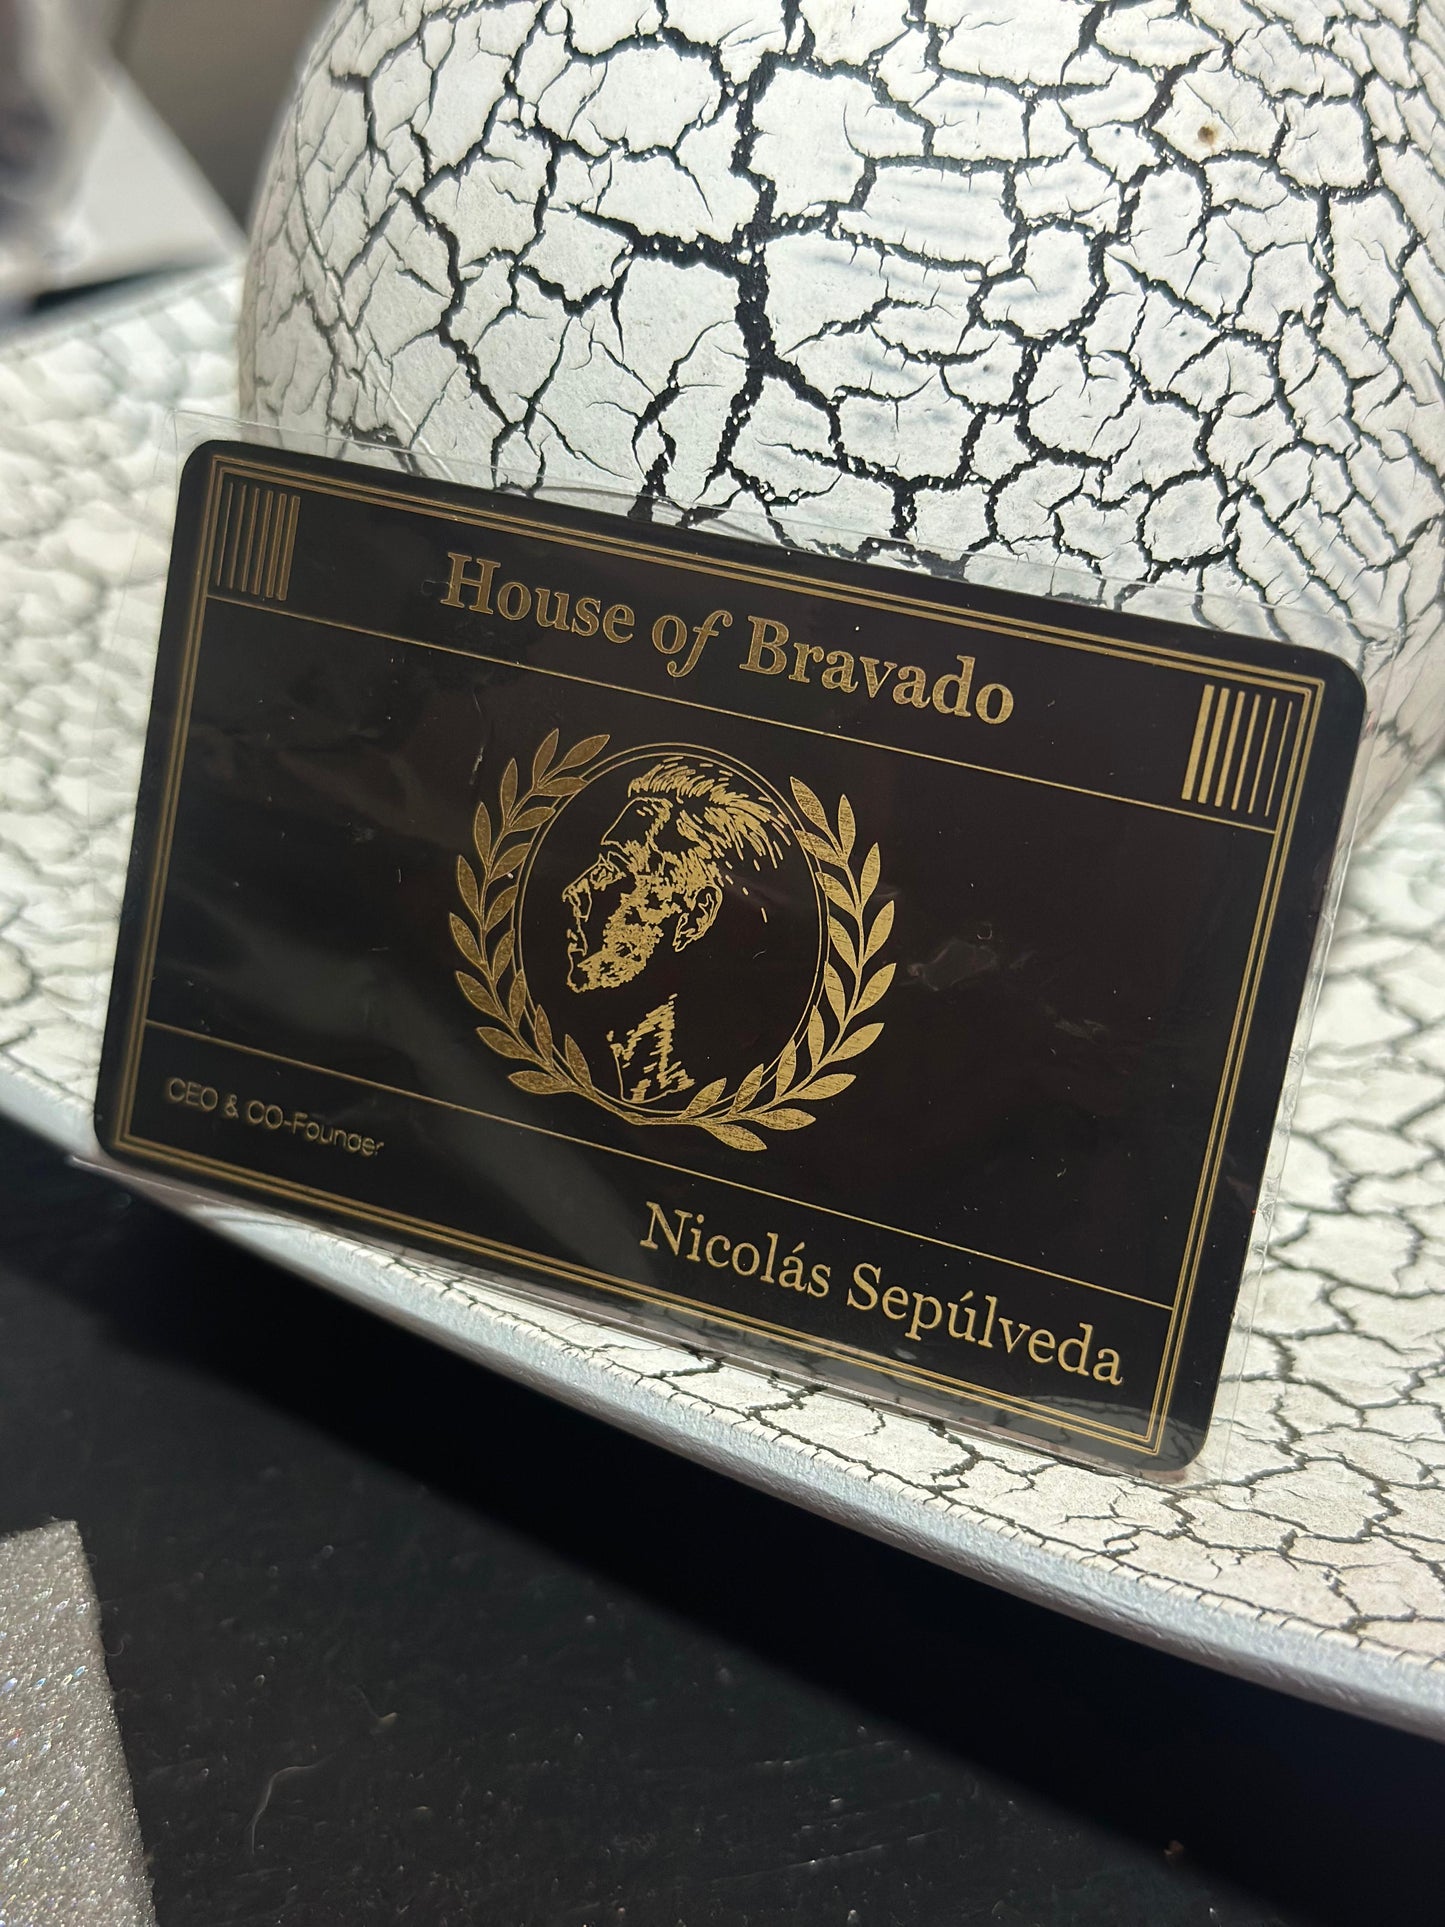 House of Bravado
CEO & CO-Founder
Nicolás Sepúlveda